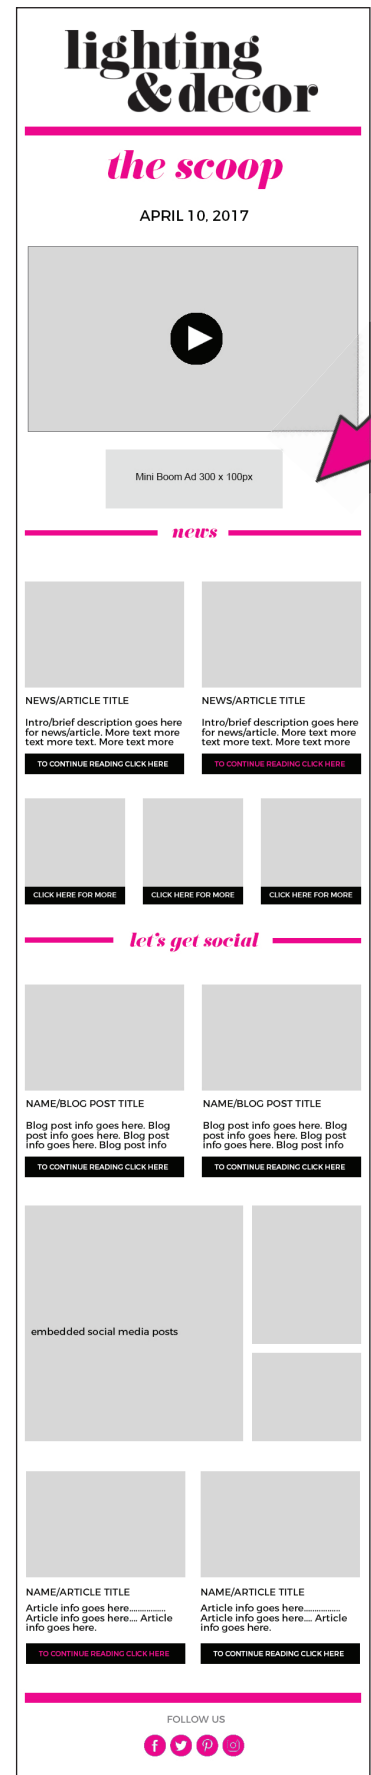 lighting
&decor
the scoop
APRIL 10, 2017
Mini Boom Ad 300 x 100px
news
NEWS/ARTICLE TITLE
Intro/brief description goes here
for news/article. More text more
text more text. More text more
TO CONTINUE READING CLICK HERE
NEWS/ARTICLE TITLE
Intro/brief description goes here
for news/article. More text more
text more text. More text more
TO CONTINUE READING CLICK HERE
CLICK HERE FOR MORE
CLICK HERE FOR MORE
CLICK HERE FOR MORE
let's get social
NAME/BLOG POST TITLE
Blog post info goes here. Blog
post info goes here. Blog post
info goes here. Blog post info
TO CONTINUE READING CLICK HERE
NAME/BLOG POST TITLE
Blog post info goes here. Blog
post info goes here. Blog post
info goes here. Blog post info
TO CONTINUE READING CLICK HERE
embedded social media posts
NAME/ARTICLE TITLE
Article info goes here................
Article info goes here.... Article
info goes here.
TO CONTINUE READING CLICK HERE
NAME/ARTICLE TITLE
Article info goes here................
Article info goes here.... Article
info goes here.
TO CONTINUE READING CLICK HERE
FOLLOW US